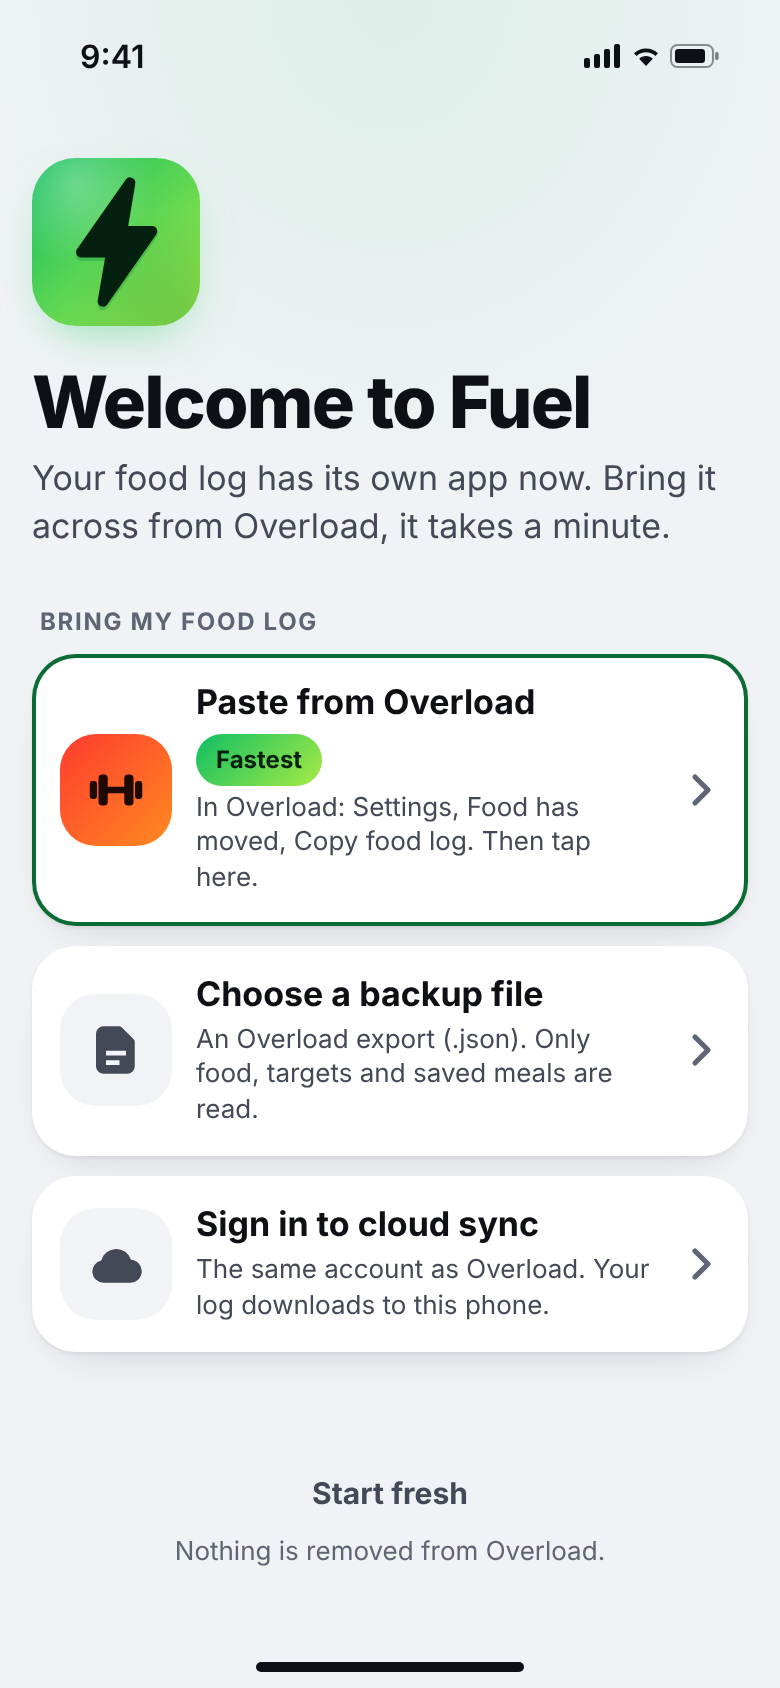 9:41
Welcome to Fuel
Your food log has its own app now. Bring it
across from Overload, it takes a minute.
BRING MY FOOD LOG
Paste from Overload
Fastest
In Overload: Settings, Food has
moved, Copy food log. Then tap
here.
Choose a backup file
An Overload export (.json). Only
food, targets and saved meals are
read.
Sign in to cloud sync
The same account as Overload. Your
log downloads to this phone.
Start fresh
Nothing is removed from Overload.